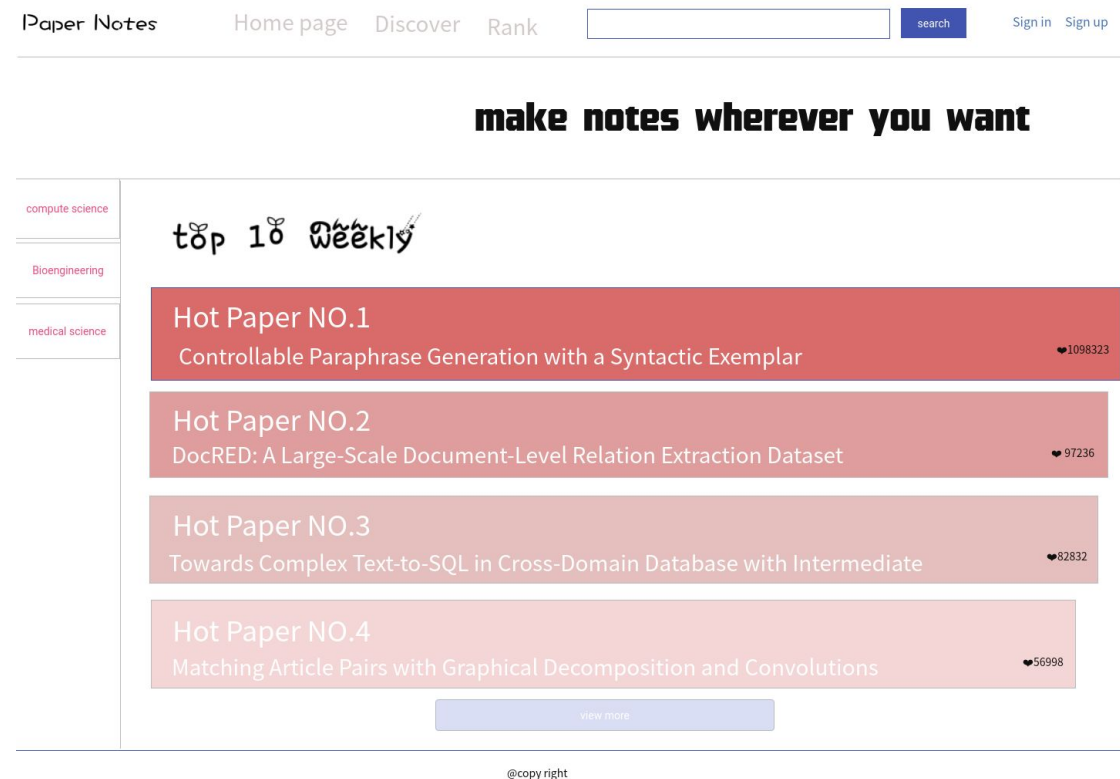 Paper Notes
Home page Discover Rank
search
Sign in Sign up
make notes wherever you want
compute science
Bioengineering
medical science
top 10 weekly
Hot Paper NO.1
Controllable Paraphrase Generation with a Syntactic Exemplar
❤1098323
Hot Paper NO.2
DocRED: A Large-Scale Document-Level Relation Extraction Dataset
❤ 97236
Hot Paper NO.3
Towards Complex Text-to-SQL in Cross-Domain Database with Intermediate
❤82832
Hot Paper NO.4
Matching Article Pairs with Graphical Decomposition and Convolutions
❤56998
view more
@copy right